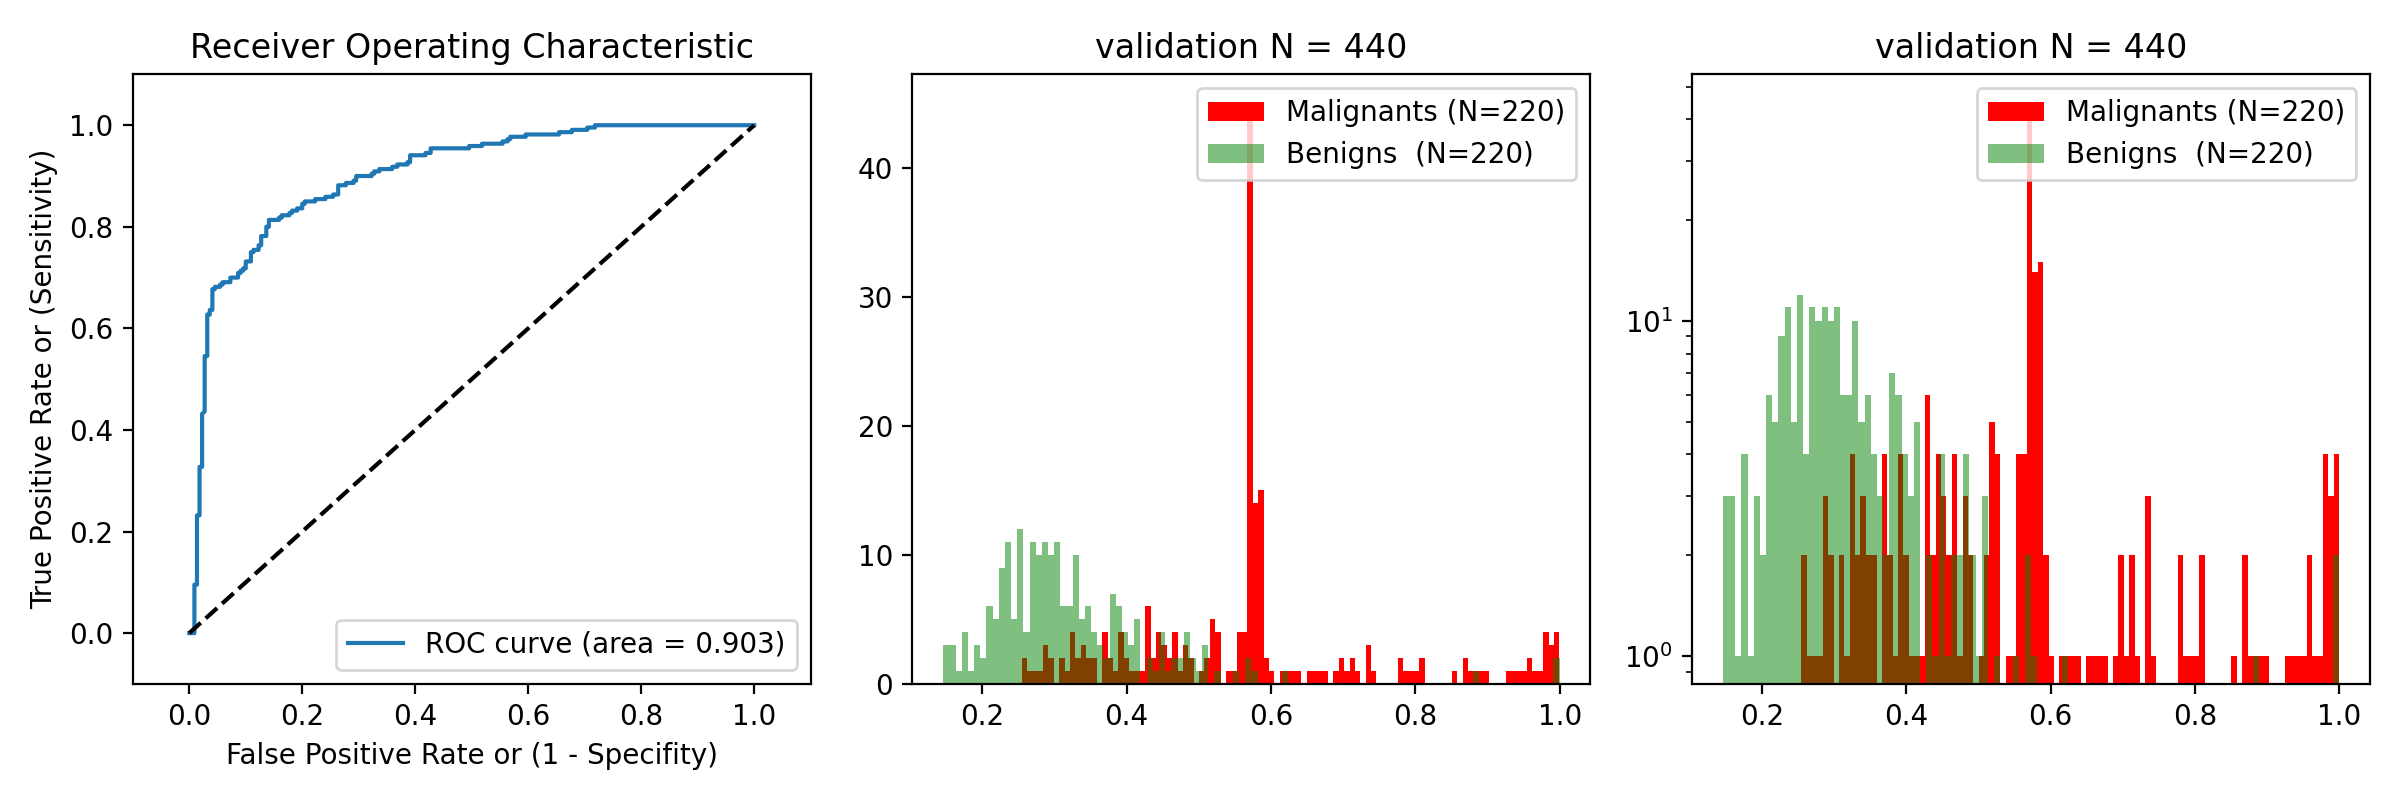 Receiver Operating Characteristic
True Positive Rate or (Sensitivity)
1.0
0.8
0.6
0.4
0.2
0.0
ROC curve (area = 0.903)
0.0 0.2 0.4 0.6 0.8 1.0
False Positive Rate or (1 - Specifity)
validation N = 440
Malignants (N=220)
Benigns (N=220)
40
30
20
10
0
0.2 0.4 0.6 0.8 1.0
validation N = 440
Malignants (N=220)
Benigns (N=220)
10¹
10⁰
0.2 0.4 0.6 0.8 1.0